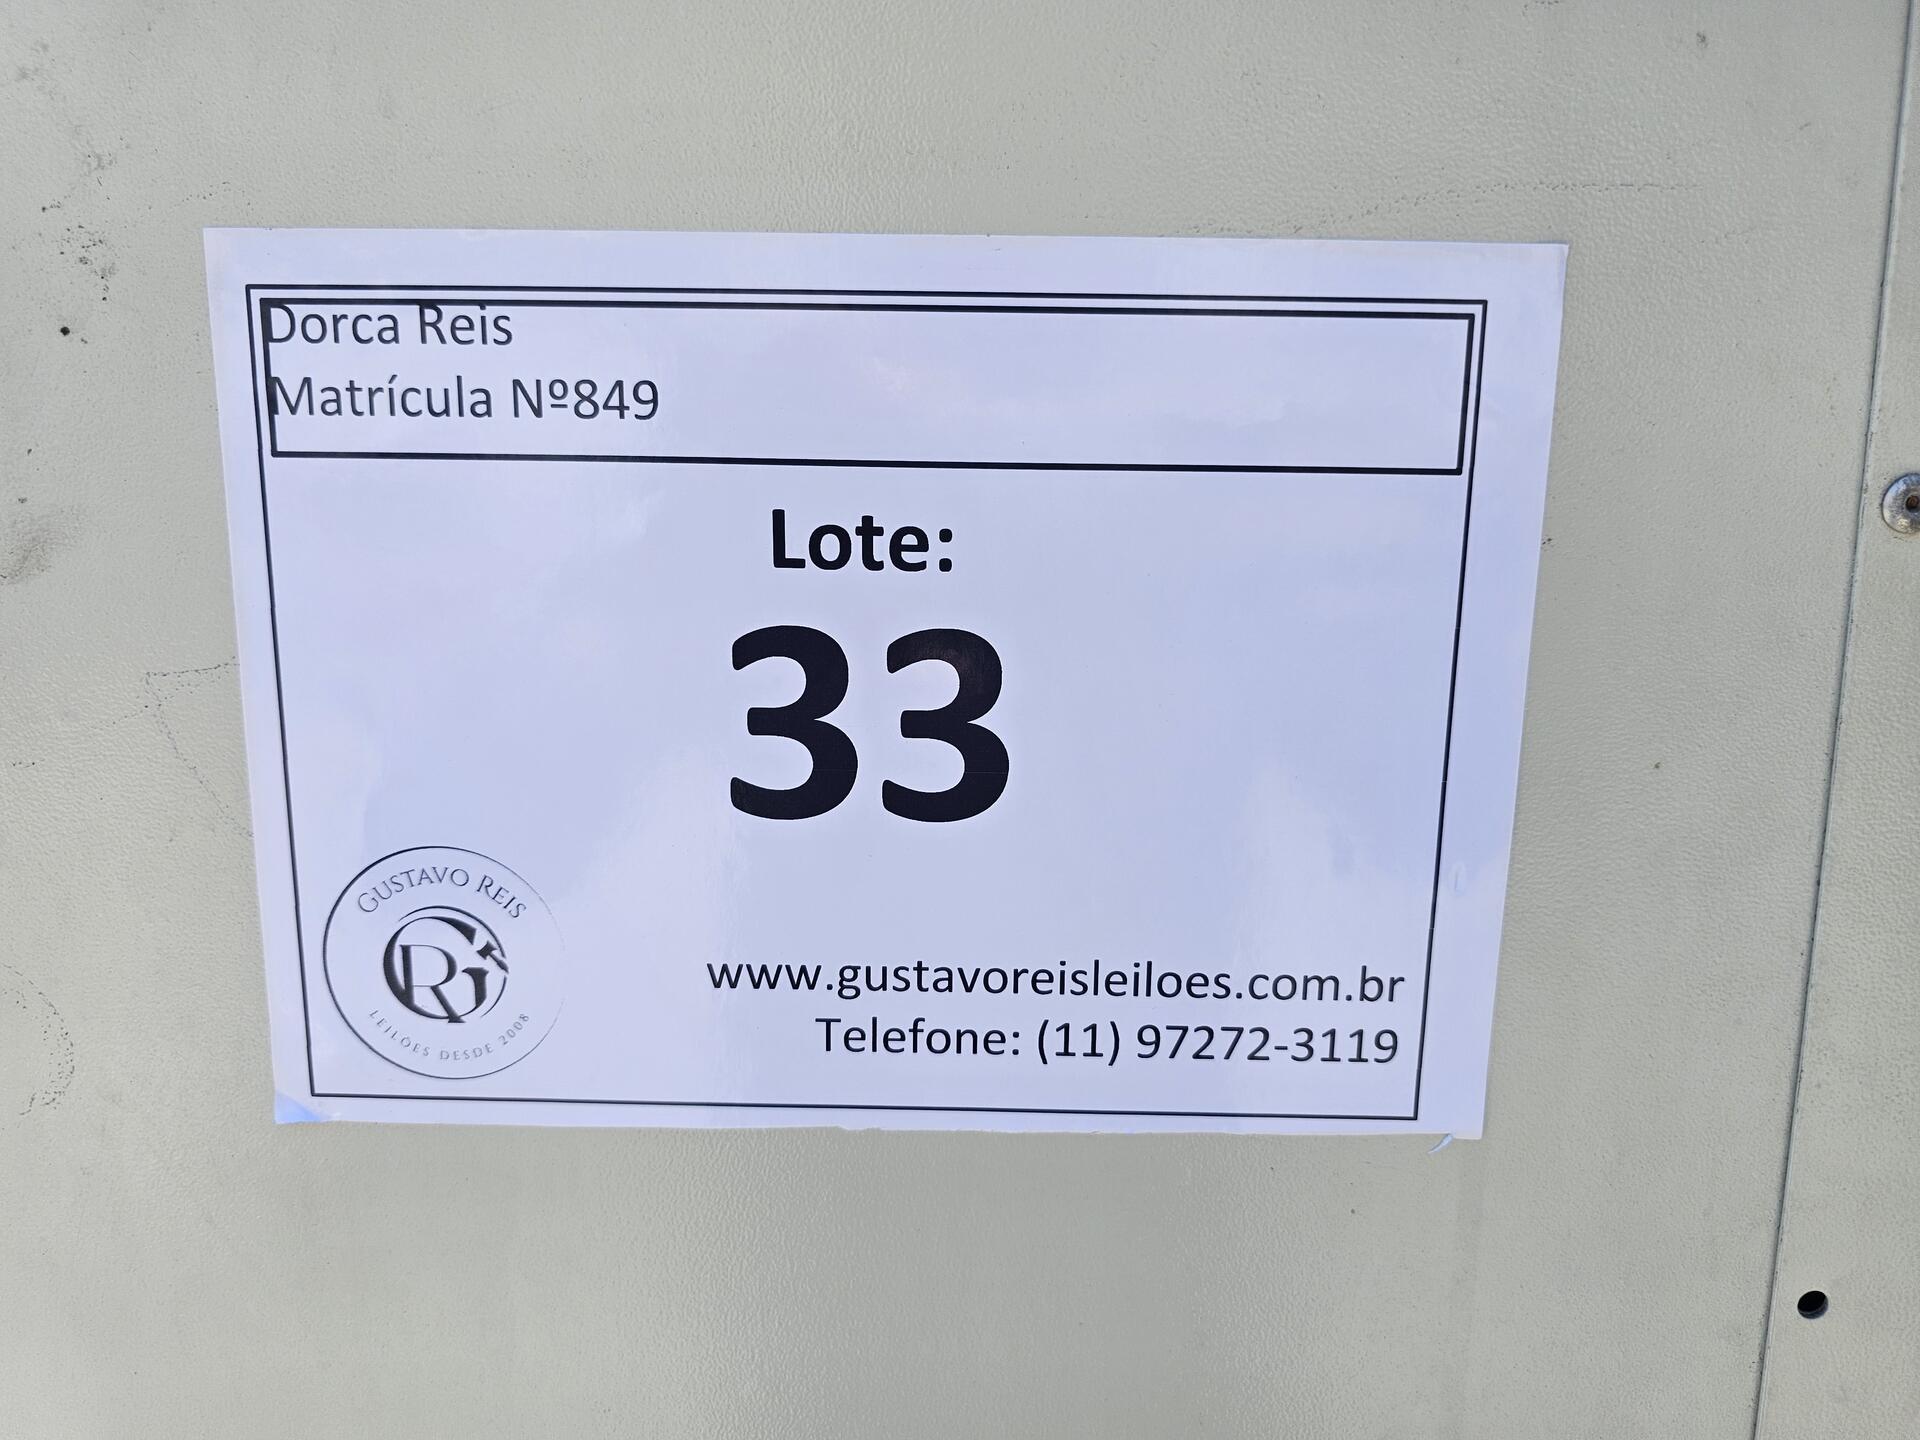 Dorca Reis
Matrícula Nº849
Lote:
33
GUSTAVO REIS
GR
LEILÕES DESDE 2008
www.gustavoreisleiloes.com.br
Telefone: (11) 97272-3119